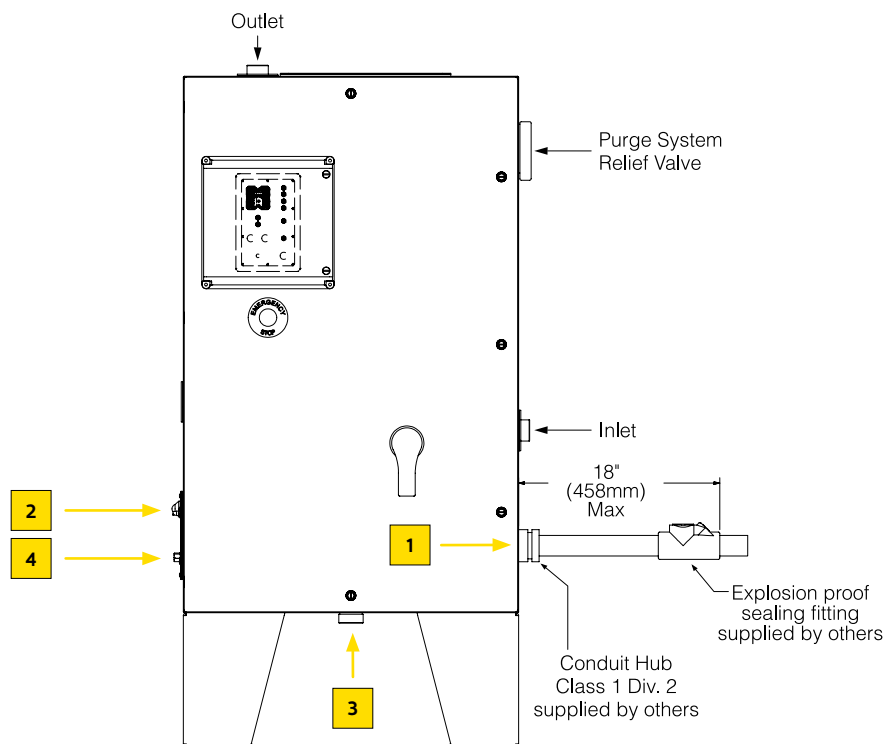 Outlet
Purge System
Relief Valve
EMERGENCY
STOP
Inlet
18"
(458mm)
Max
2
1
4
Explosion proof
sealing fitting
supplied by others
Conduit Hub
Class 1 Div. 2
supplied by others
3